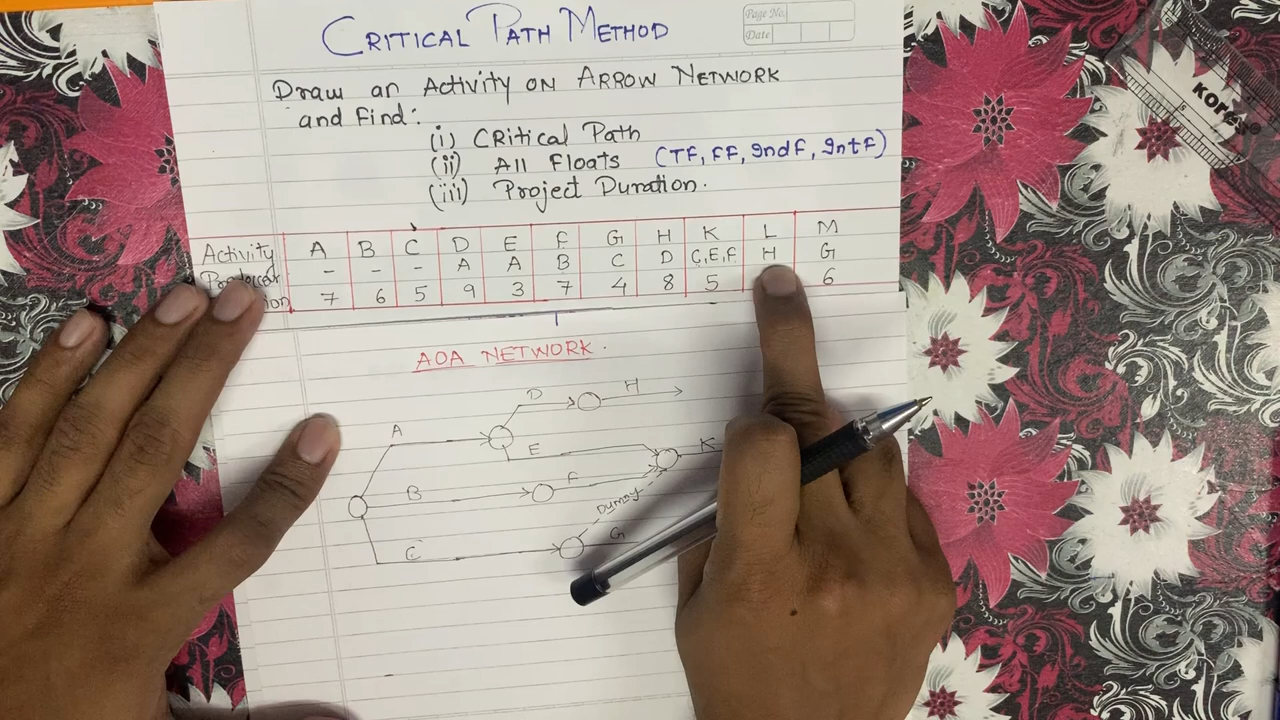 CRITICAL PATH METHOD
Page No.
Date
DRAW an Activity ON ARROW NETWORK
and Find:
(i) CRitical Path
(ii) All Floats (TF, FF, IndF, IntF)
(iii) Project Duration.
Activity A B C D E F G H K L M
- - - A A B C D C,E,F H G
7 6 5 9 3 7 4 8 5 6
AOA NETWORK.
D H
A
E K
B F
Dummy
C G
kores